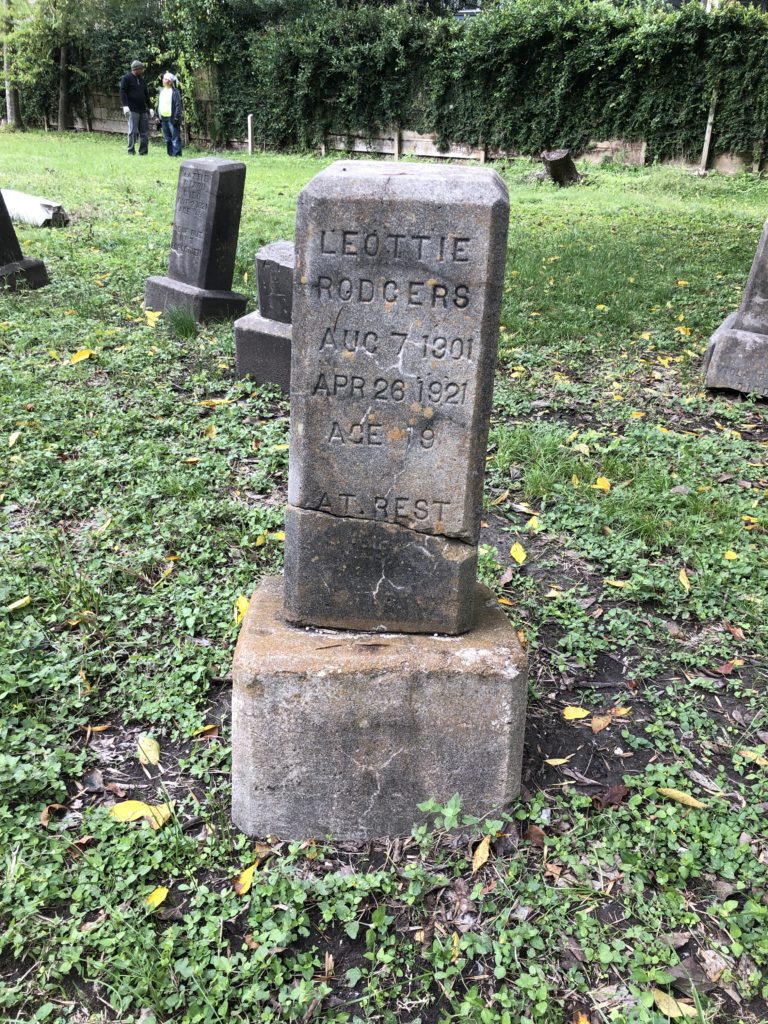 LEOTTIE
RODGERS
AUG 7 1901
APR 26 1921
AGE 19
AT. REST